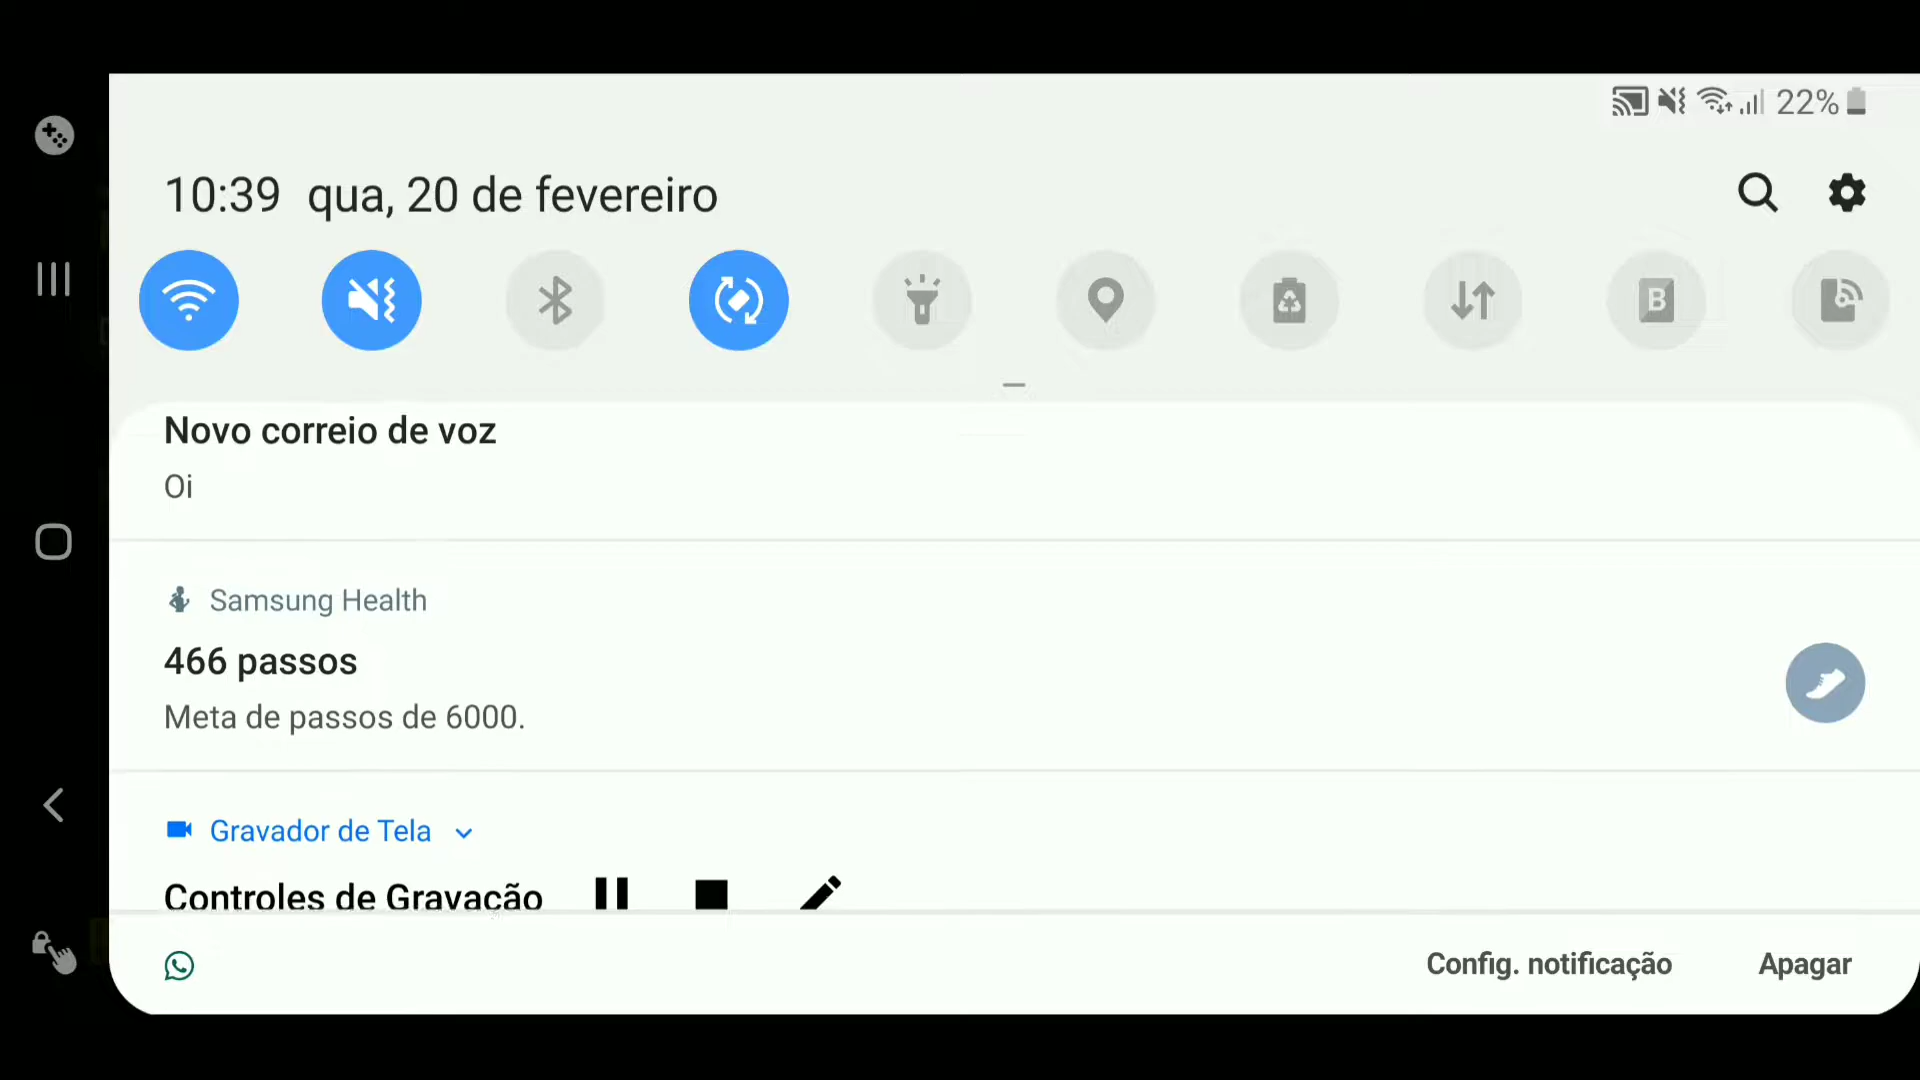 22%
10:39 qua, 20 de fevereiro
B
Novo correio de voz
Oi
Samsung Health
466 passos
Meta de passos de 6000.
Gravador de Tela
Controles de Gravação
Config. notificação Apagar